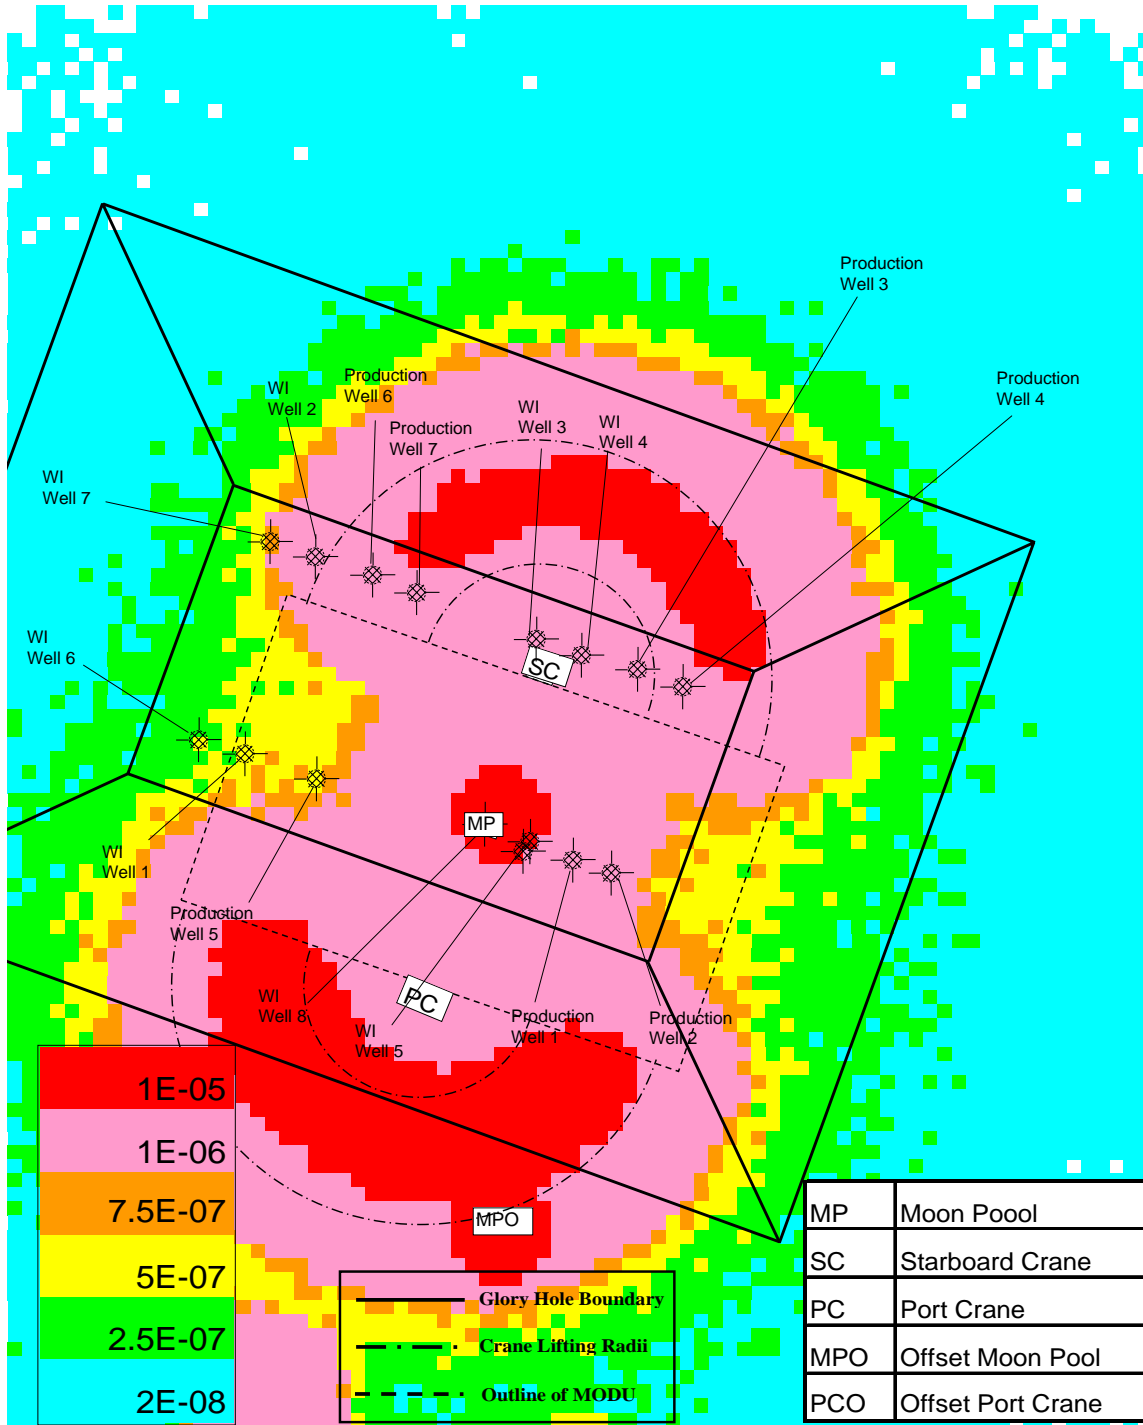 Production
Well 3
Production
Well 4
Production
Well 6
WI
Well 2
Production
Well 7
WI
Well 3
WI
Well 4
WI
Well 7
SC
WI
Well 6
MP
WI
Well 1
Production
Well 5
PC
WI
Well 8
WI
Well 5
Production
Well 1
Production
Well 2
1E-05
1E-06
7.5E-07
5E-07
2.5E-07
2E-08
MPO
Glory Hole Boundary
Crane Lifting Radii
Outline of MODU
MP Moon Poool
SC Starboard Crane
PC Port Crane
MPO Offset Moon Pool
PCO Offset Port Crane